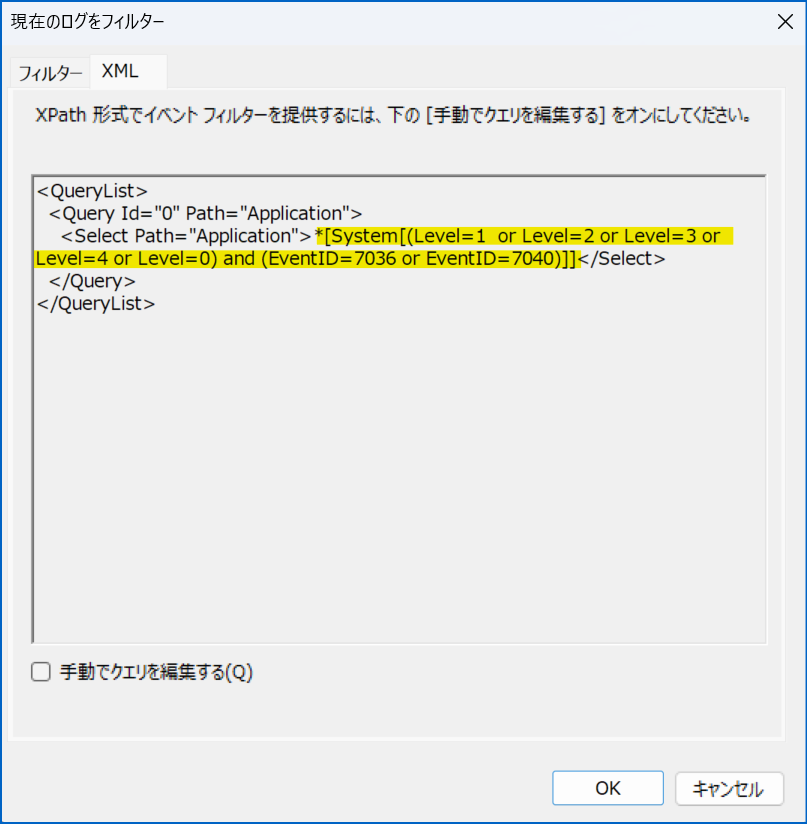 現在のログをフィルター
フィルター XML
XPath 形式でイベント フィルターを提供するには、下の [手動でクエリを編集する] をオンにしてください。
<QueryList>
  <Query Id="0" Path="Application">
    <Select Path="Application">*[System[(Level=1  or Level=2 or Level=3 or
Level=4 or Level=0) and (EventID=7036 or EventID=7040)]]</Select>
  </Query>
</QueryList>
手動でクエリを編集する(Q)
OK キャンセル